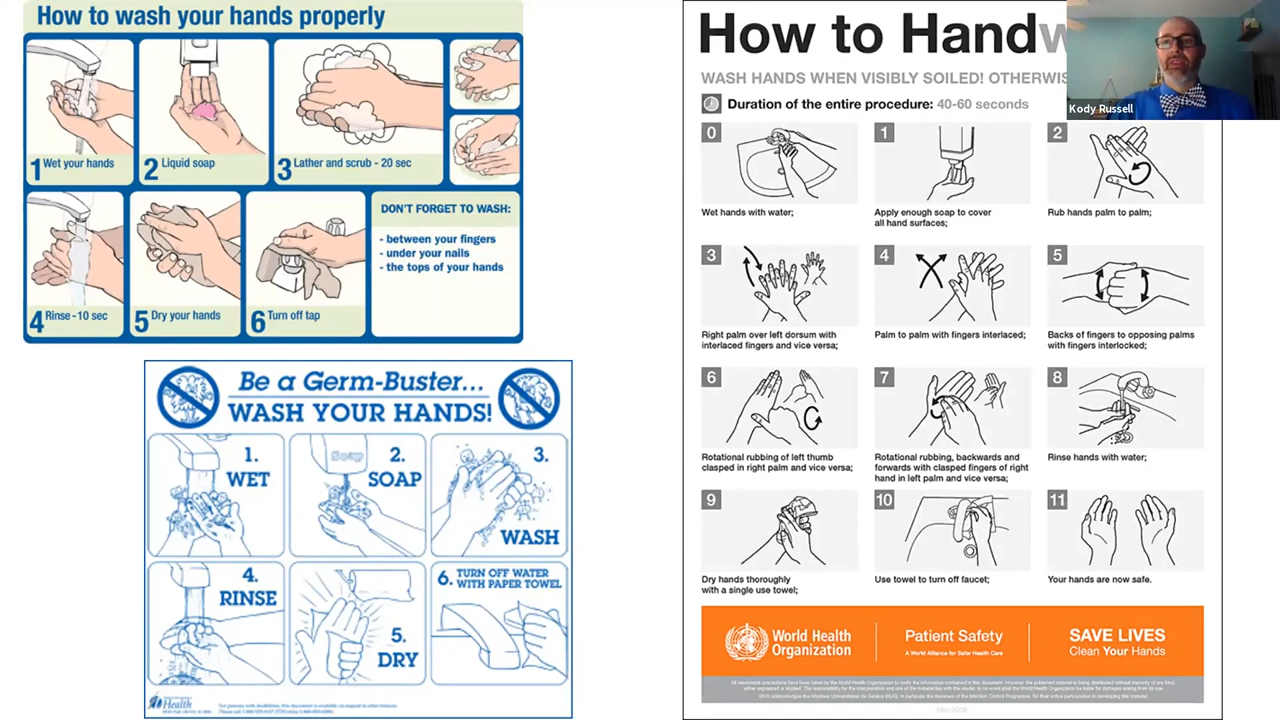 How to wash your hands properly
1 Wet your hands
2 Liquid soap
3 Lather and scrub - 20 sec
4 Rinse - 10 sec
5 Dry your hands
6 Turn off tap
DON'T FORGET TO WASH:
- between your fingers
- under your nails
- the tops of your hands
Be a Germ-Buster...
WASH YOUR HANDS!
1.
WET
2.
SOAP
Soap
3.
WASH
4.
RINSE
5.
DRY
6. TURN OFF WATER
WITH PAPER TOWEL
Health
How to Handw
WASH HANDS WHEN VISIBLY SOILED! OTHERWIS
Duration of the entire procedure: 40-60 seconds
0
Wet hands with water;
1
Apply enough soap to cover
all hand surfaces;
2
Rub hands palm to palm;
3
Right palm over left dorsum with
interlaced fingers and vice versa;
4
Palm to palm with fingers interlaced;
5
Backs of fingers to opposing palms
with fingers interlocked;
6
Rotational rubbing of left thumb
clasped in right palm and vice versa;
7
Rotational rubbing, backwards and
forwards with clasped fingers of right
hand in left palm and vice versa;
8
Rinse hands with water;
9
Dry hands thoroughly
with a single use towel;
10
Use towel to turn off faucet;
11
Your hands are now safe.
World Health
Organization
Patient Safety
A World Alliance for Safer Health Care
SAVE LIVES
Clean Your Hands
May 2009
Kody Russell